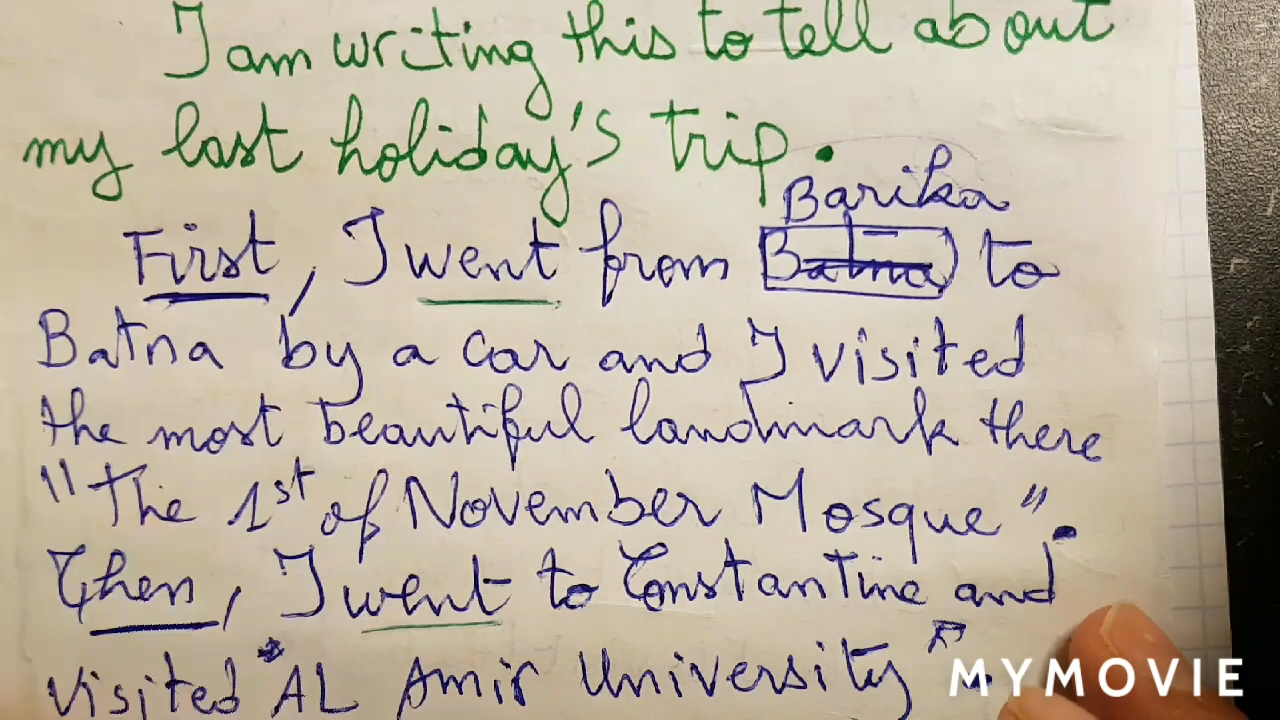 I am writing this to tell about
my last holiday's trip.
Barika
First, I went from Batna to
Batna by a car and I visited
the most beautiful landmark there
"The 1st of November Mosque".
Then, I went to Constantine and
visited "AL Amir University".
MYMOVIE